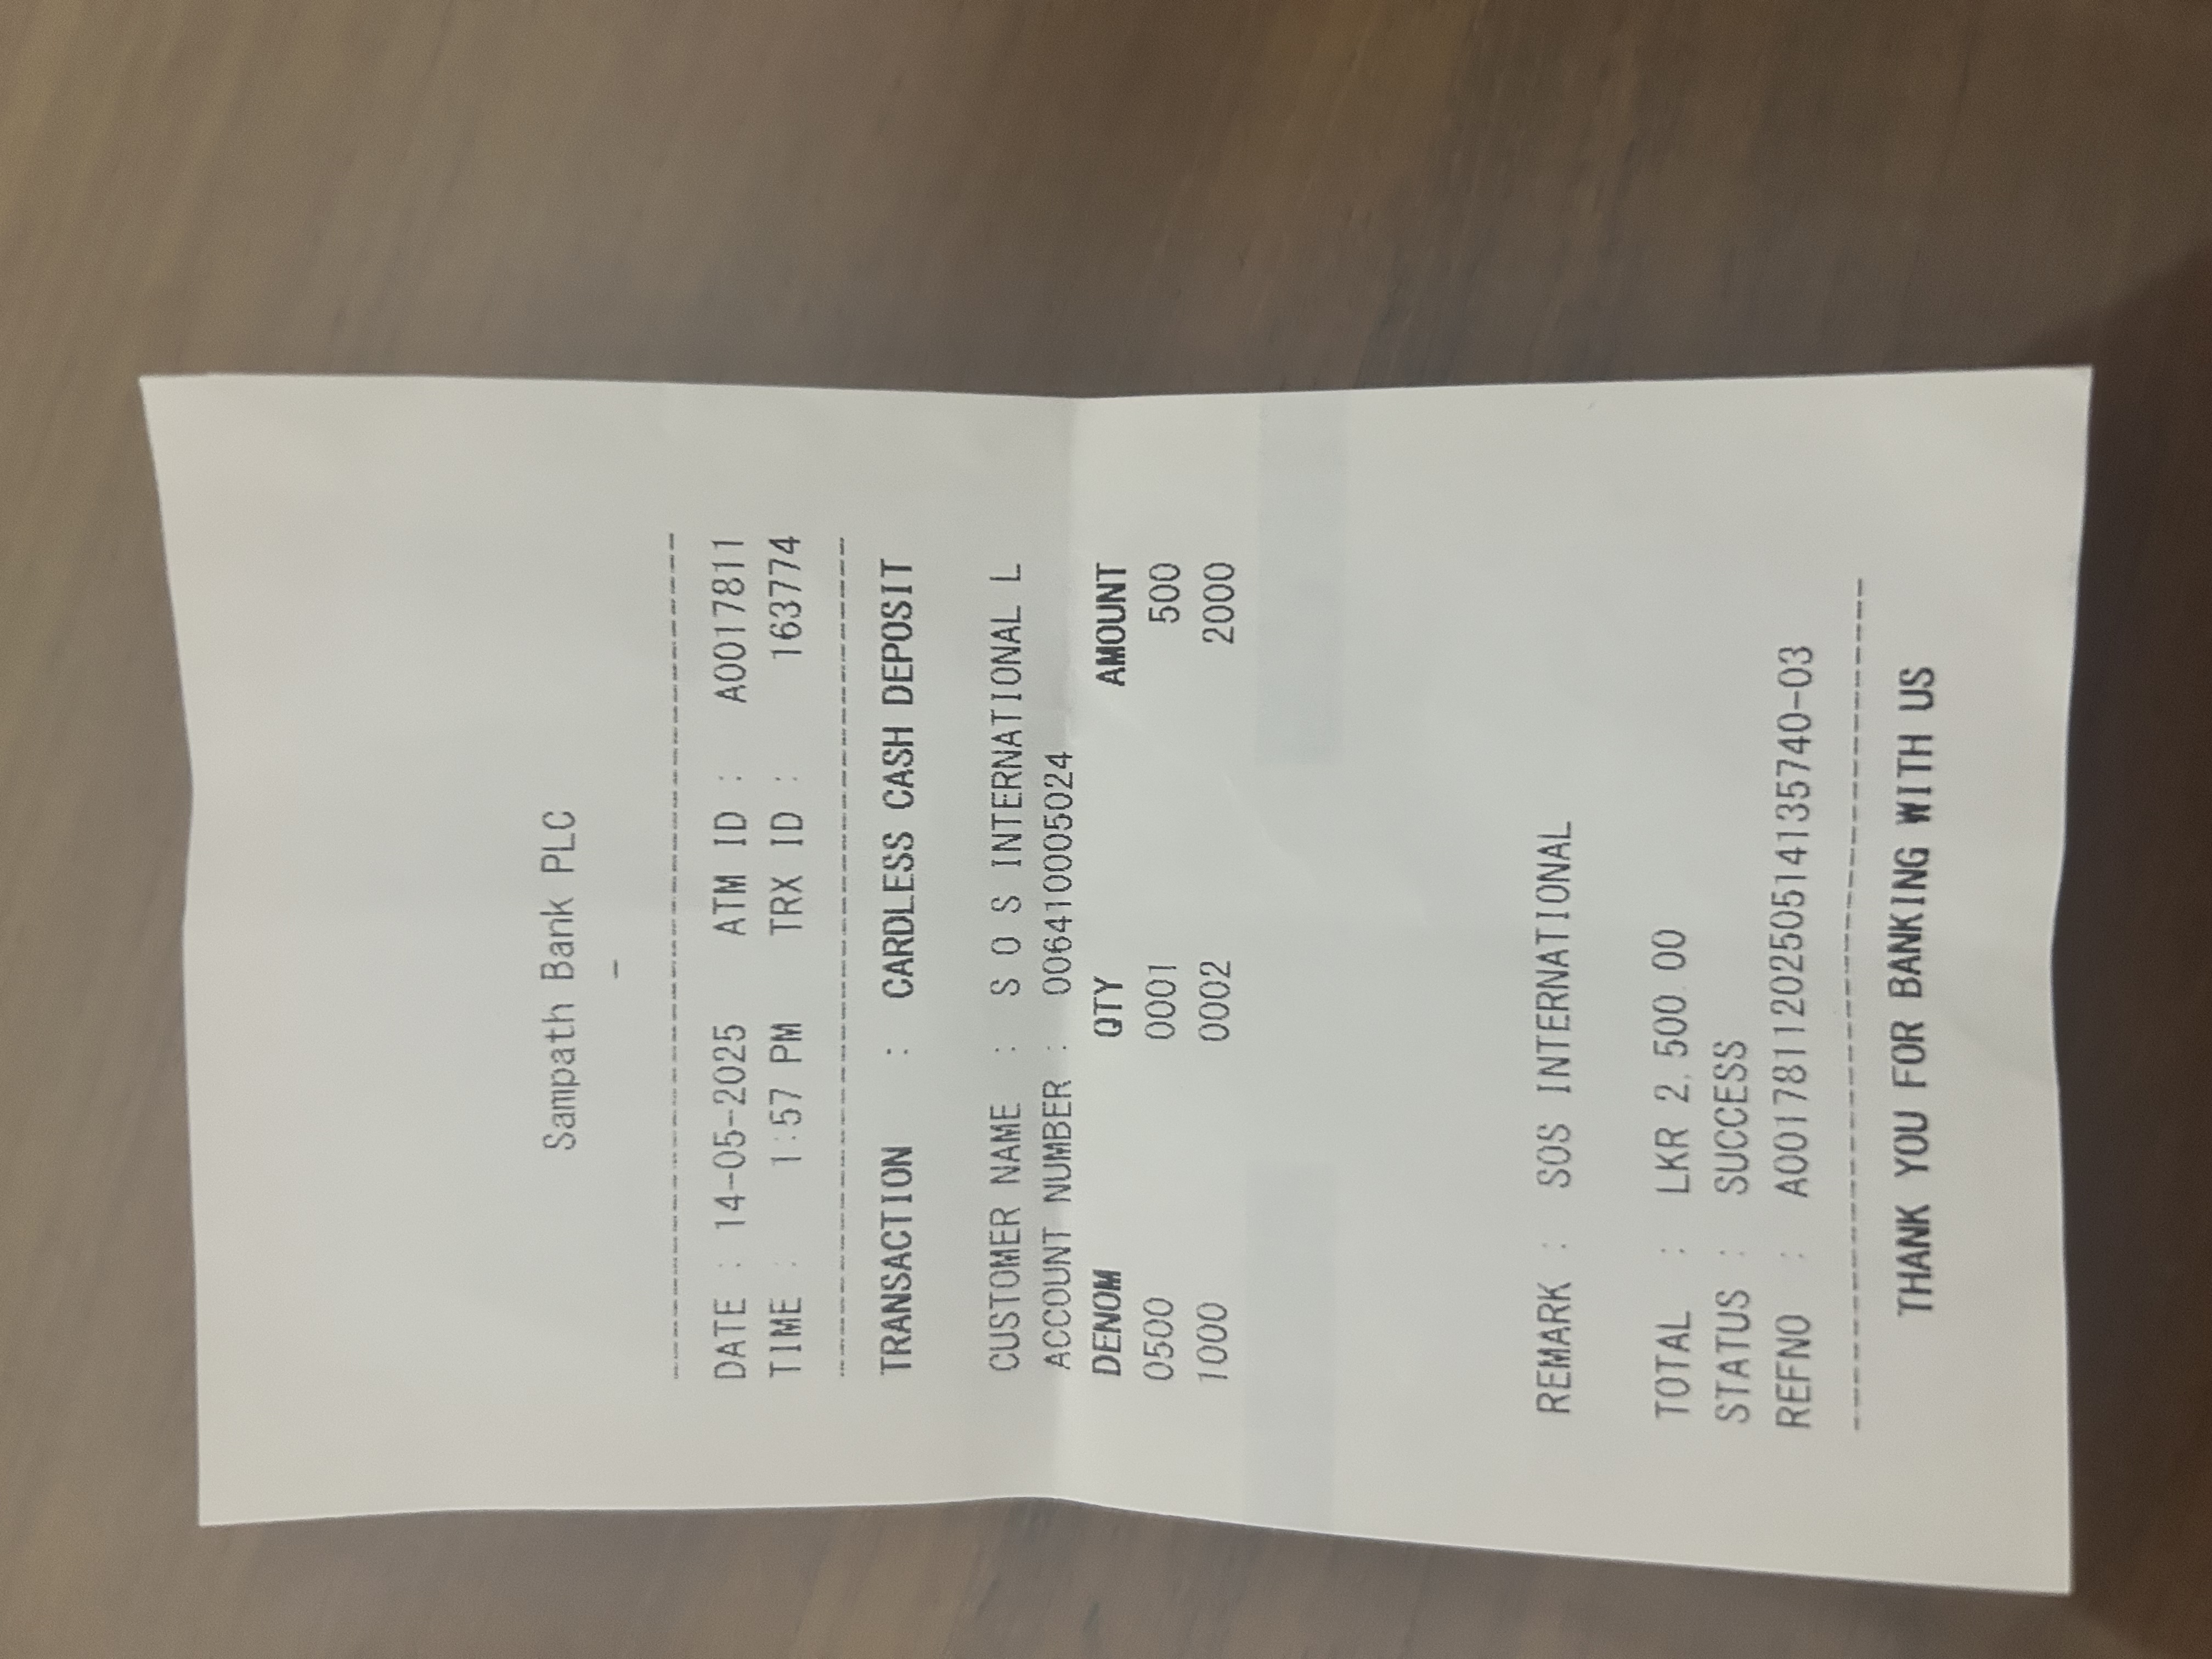 Sampath Bank PLC
-
--------------------------------------------
DATE : 14-05-2025 ATM ID : A0017811
TIME : 1:57 PM TRX ID : 163774
--------------------------------------------
TRANSACTION : CARDLESS CASH DEPOSIT
CUSTOMER NAME : S O S INTERNATIONAL L
ACCOUNT NUMBER : 006410005024
DENOM QTY AMOUNT
0500 0001 500
1000 0002 2000
REMARK : SOS INTERNATIONAL
TOTAL : LKR 2,500.00
STATUS : SUCCESS
REFNO : A001781120250514135740-03
--------------------------------------------
THANK YOU FOR BANKING WITH US